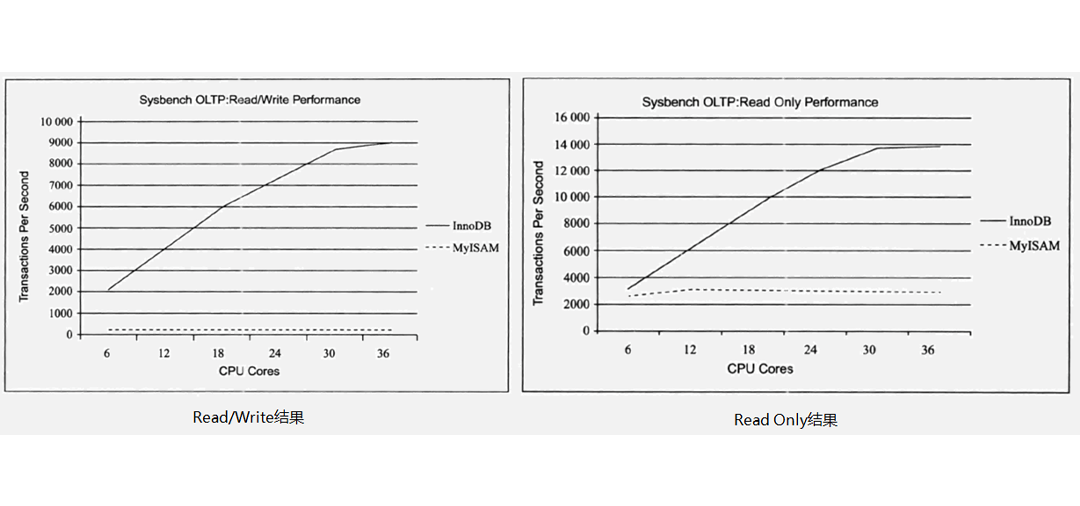 Sysbench OLTP:Read/Write Performance
Transactions Per Second
10 000
9000
8000
7000
6000
5000
4000
3000
2000
1000
0
6 12 18 24 30 36
CPU Cores
InnoDB
MyISAM
Read/Write结果
Sysbench OLTP:Read Only Performance
Transactions Per Second
16 000
14 000
12 000
10 000
8000
6000
4000
2000
0
6 12 18 24 30 36
CPU Cores
InnoDB
MyISAM
Read Only结果